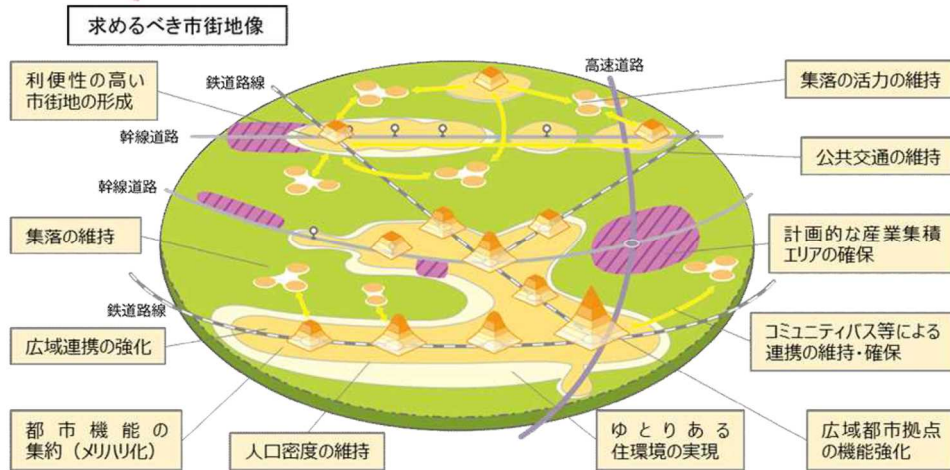 求めるべき市街地像
利便性の高い
市街地の形成
鉄道路線
高速道路
集落の活力の維持
幹線道路
公共交通の維持
幹線道路
集落の維持
計画的な産業集積
エリアの確保
鉄道路線
広域連携の強化
コミュニティバス等による
連携の維持・確保
都市機能の
集約（メリハリ化）
人口密度の維持
ゆとりある
住環境の実現
広域都市拠点
の機能強化